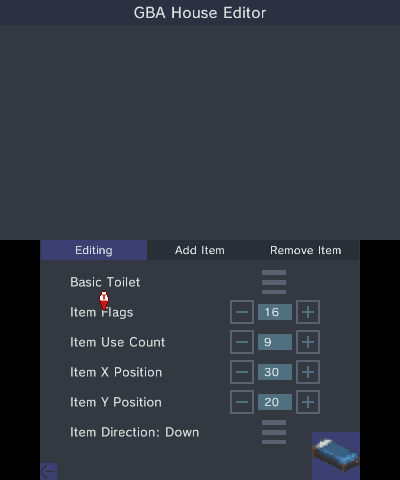 GBA House Editor
Editing
Add Item
Remove Item
Basic Toilet
Item Flags
16
Item Use Count
9
Item X Position
30
Item Y Position
20
Item Direction: Down